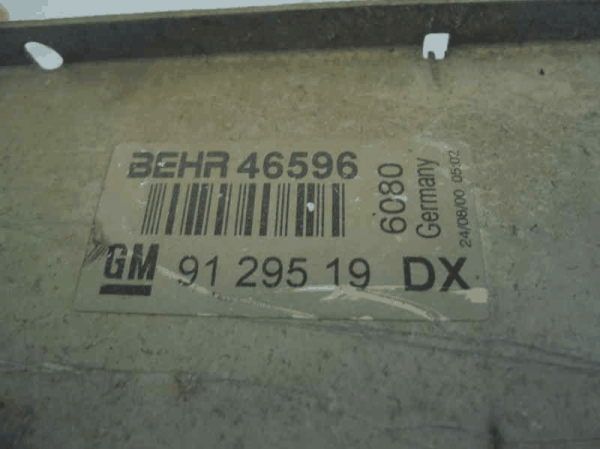 BEHR 46596
6080
Germany
24/08/00 05:02
GM 91 295 19 DX